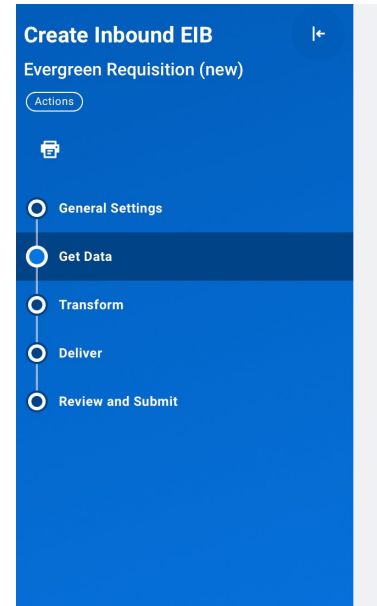 Create Inbound EIB
Evergreen Requisition (new)
Actions
General Settings
Get Data
Transform
Deliver
Review and Submit